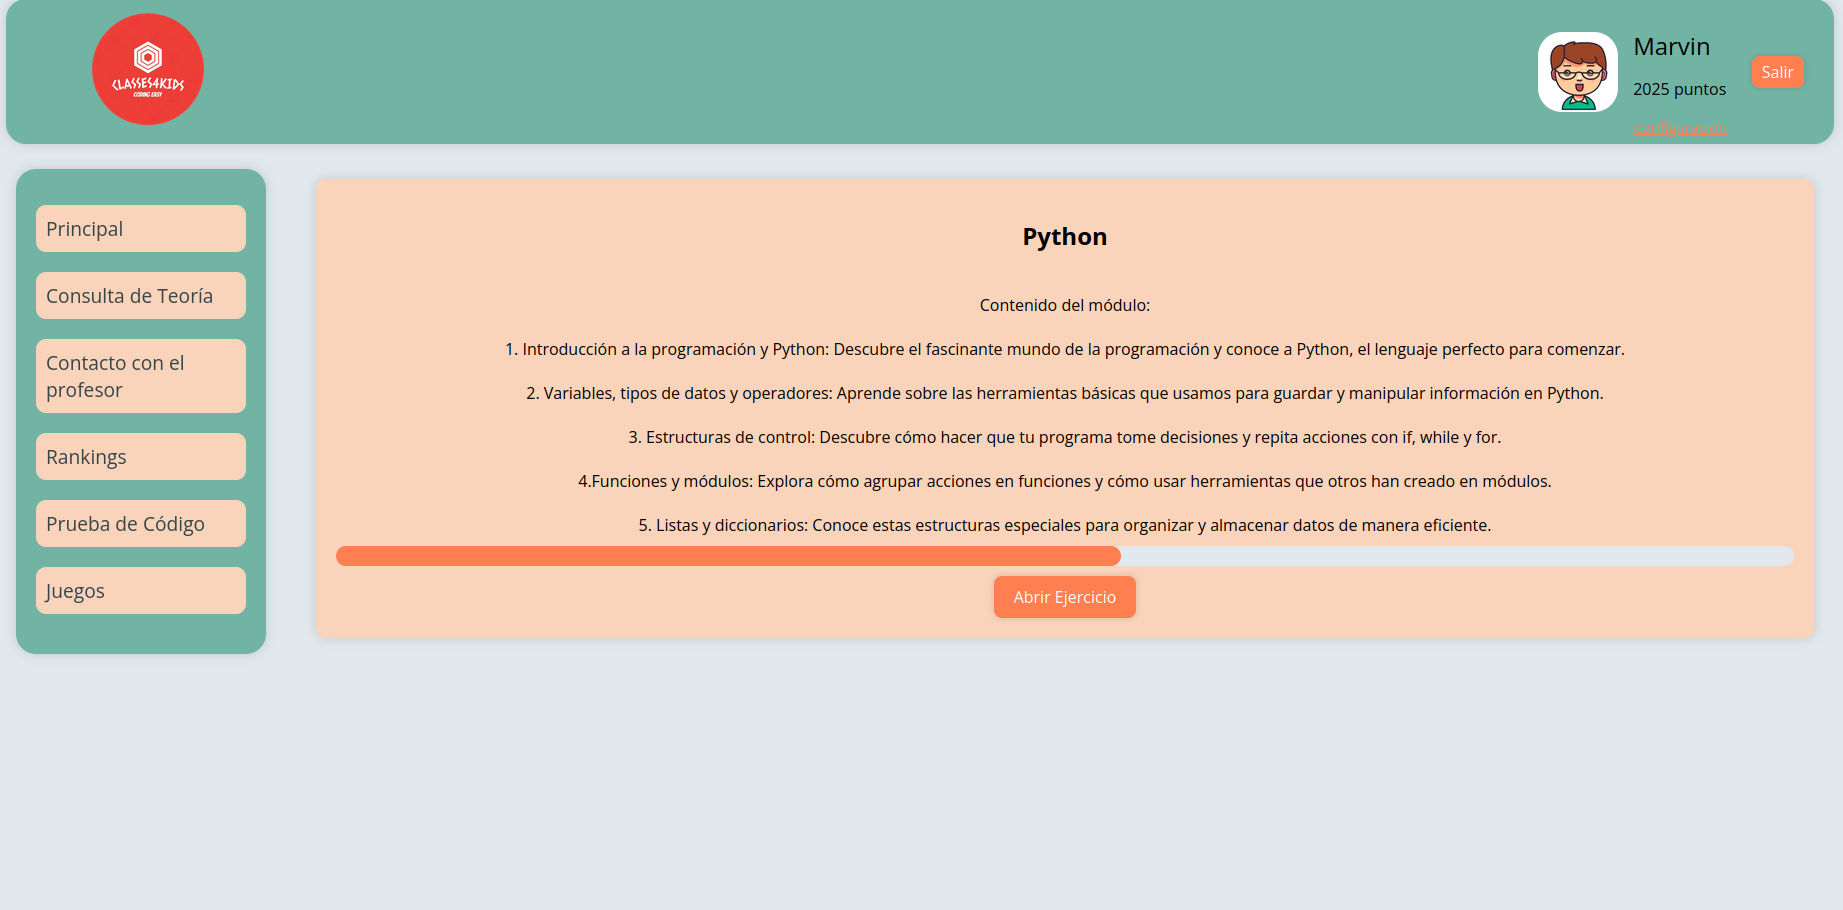 CLASSES4KIDS
CODING EASY
Marvin
2025 puntos
Salir
Configuración
Principal
Consulta de Teoría
Contacto con el
profesor
Rankings
Prueba de Código
Juegos
Python
Contenido del módulo:
1. Introducción a la programación y Python: Descubre el fascinante mundo de la programación y conoce a Python, el lenguaje perfecto para comenzar.
2. Variables, tipos de datos y operadores: Aprende sobre las herramientas básicas que usamos para guardar y manipular información en Python.
3. Estructuras de control: Descubre cómo hacer que tu programa tome decisiones y repita acciones con if, while y for.
4.Funciones y módulos: Explora cómo agrupar acciones en funciones y cómo usar herramientas que otros han creado en módulos.
5. Listas y diccionarios: Conoce estas estructuras especiales para organizar y almacenar datos de manera eficiente.
Abrir Ejercicio